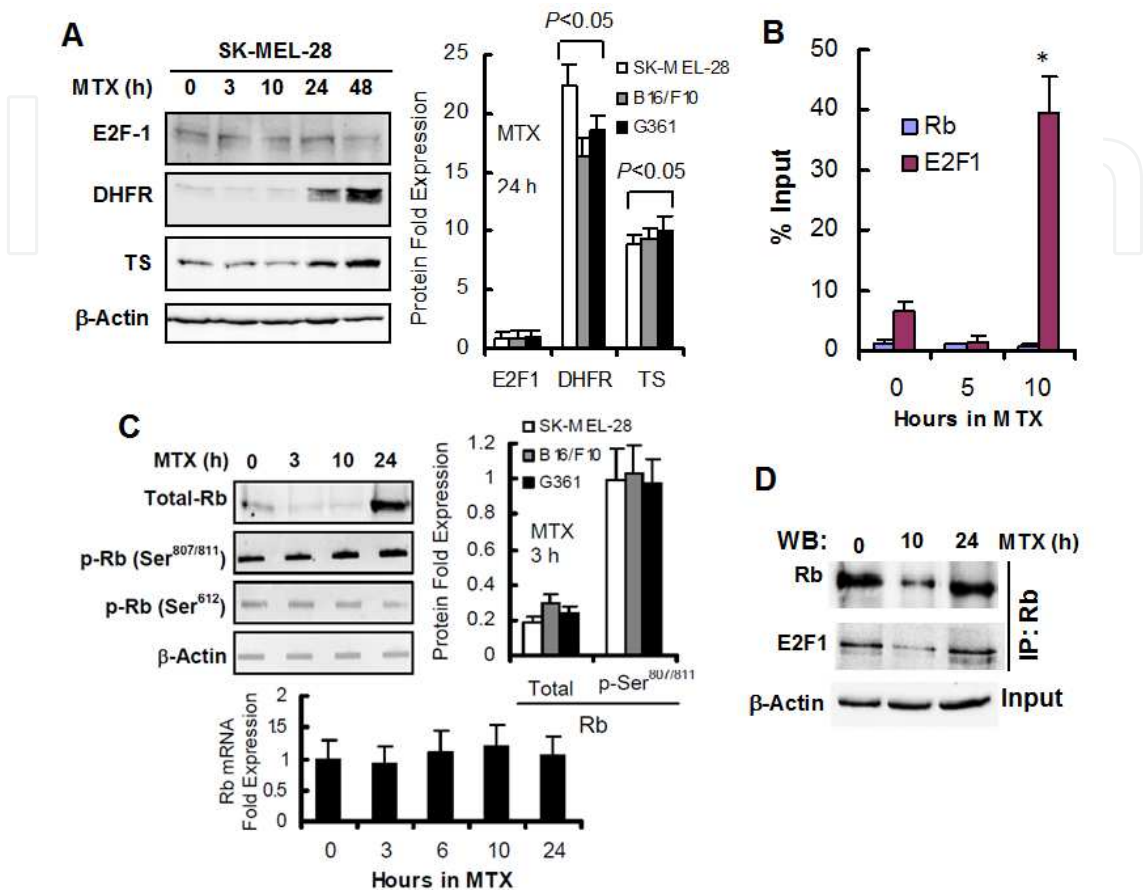 A
SK-MEL-28
MTX (h) 0 3 10 24 48
E2F-1
DHFR
TS
β-Actin
P<0.05
P<0.05
SK-MEL-28
B16/F10
G361
MTX
24 h
Protein Fold Expression
25
20
15
10
5
0
E2F1 DHFR TS
B
*
Rb
E2F1
% Input
50
40
30
20
10
0
0 5 10
Hours in MTX
C
MTX (h) 0 3 10 24
Total-Rb
p-Rb (Ser807/811)
p-Rb (Ser612)
β-Actin
SK-MEL-28
B16/F10
G361
MTX
3 h
Protein Fold Expression
1.2
1
0.8
0.6
0.4
0.2
0
Total p-Ser807/811
Rb
Rb mRNA
Fold Expression
2
1.5
1
0.5
0
0 3 6 10 24
Hours in MTX
D
WB: 0 10 24 MTX (h)
Rb
E2F1
IP: Rb
β-Actin Input